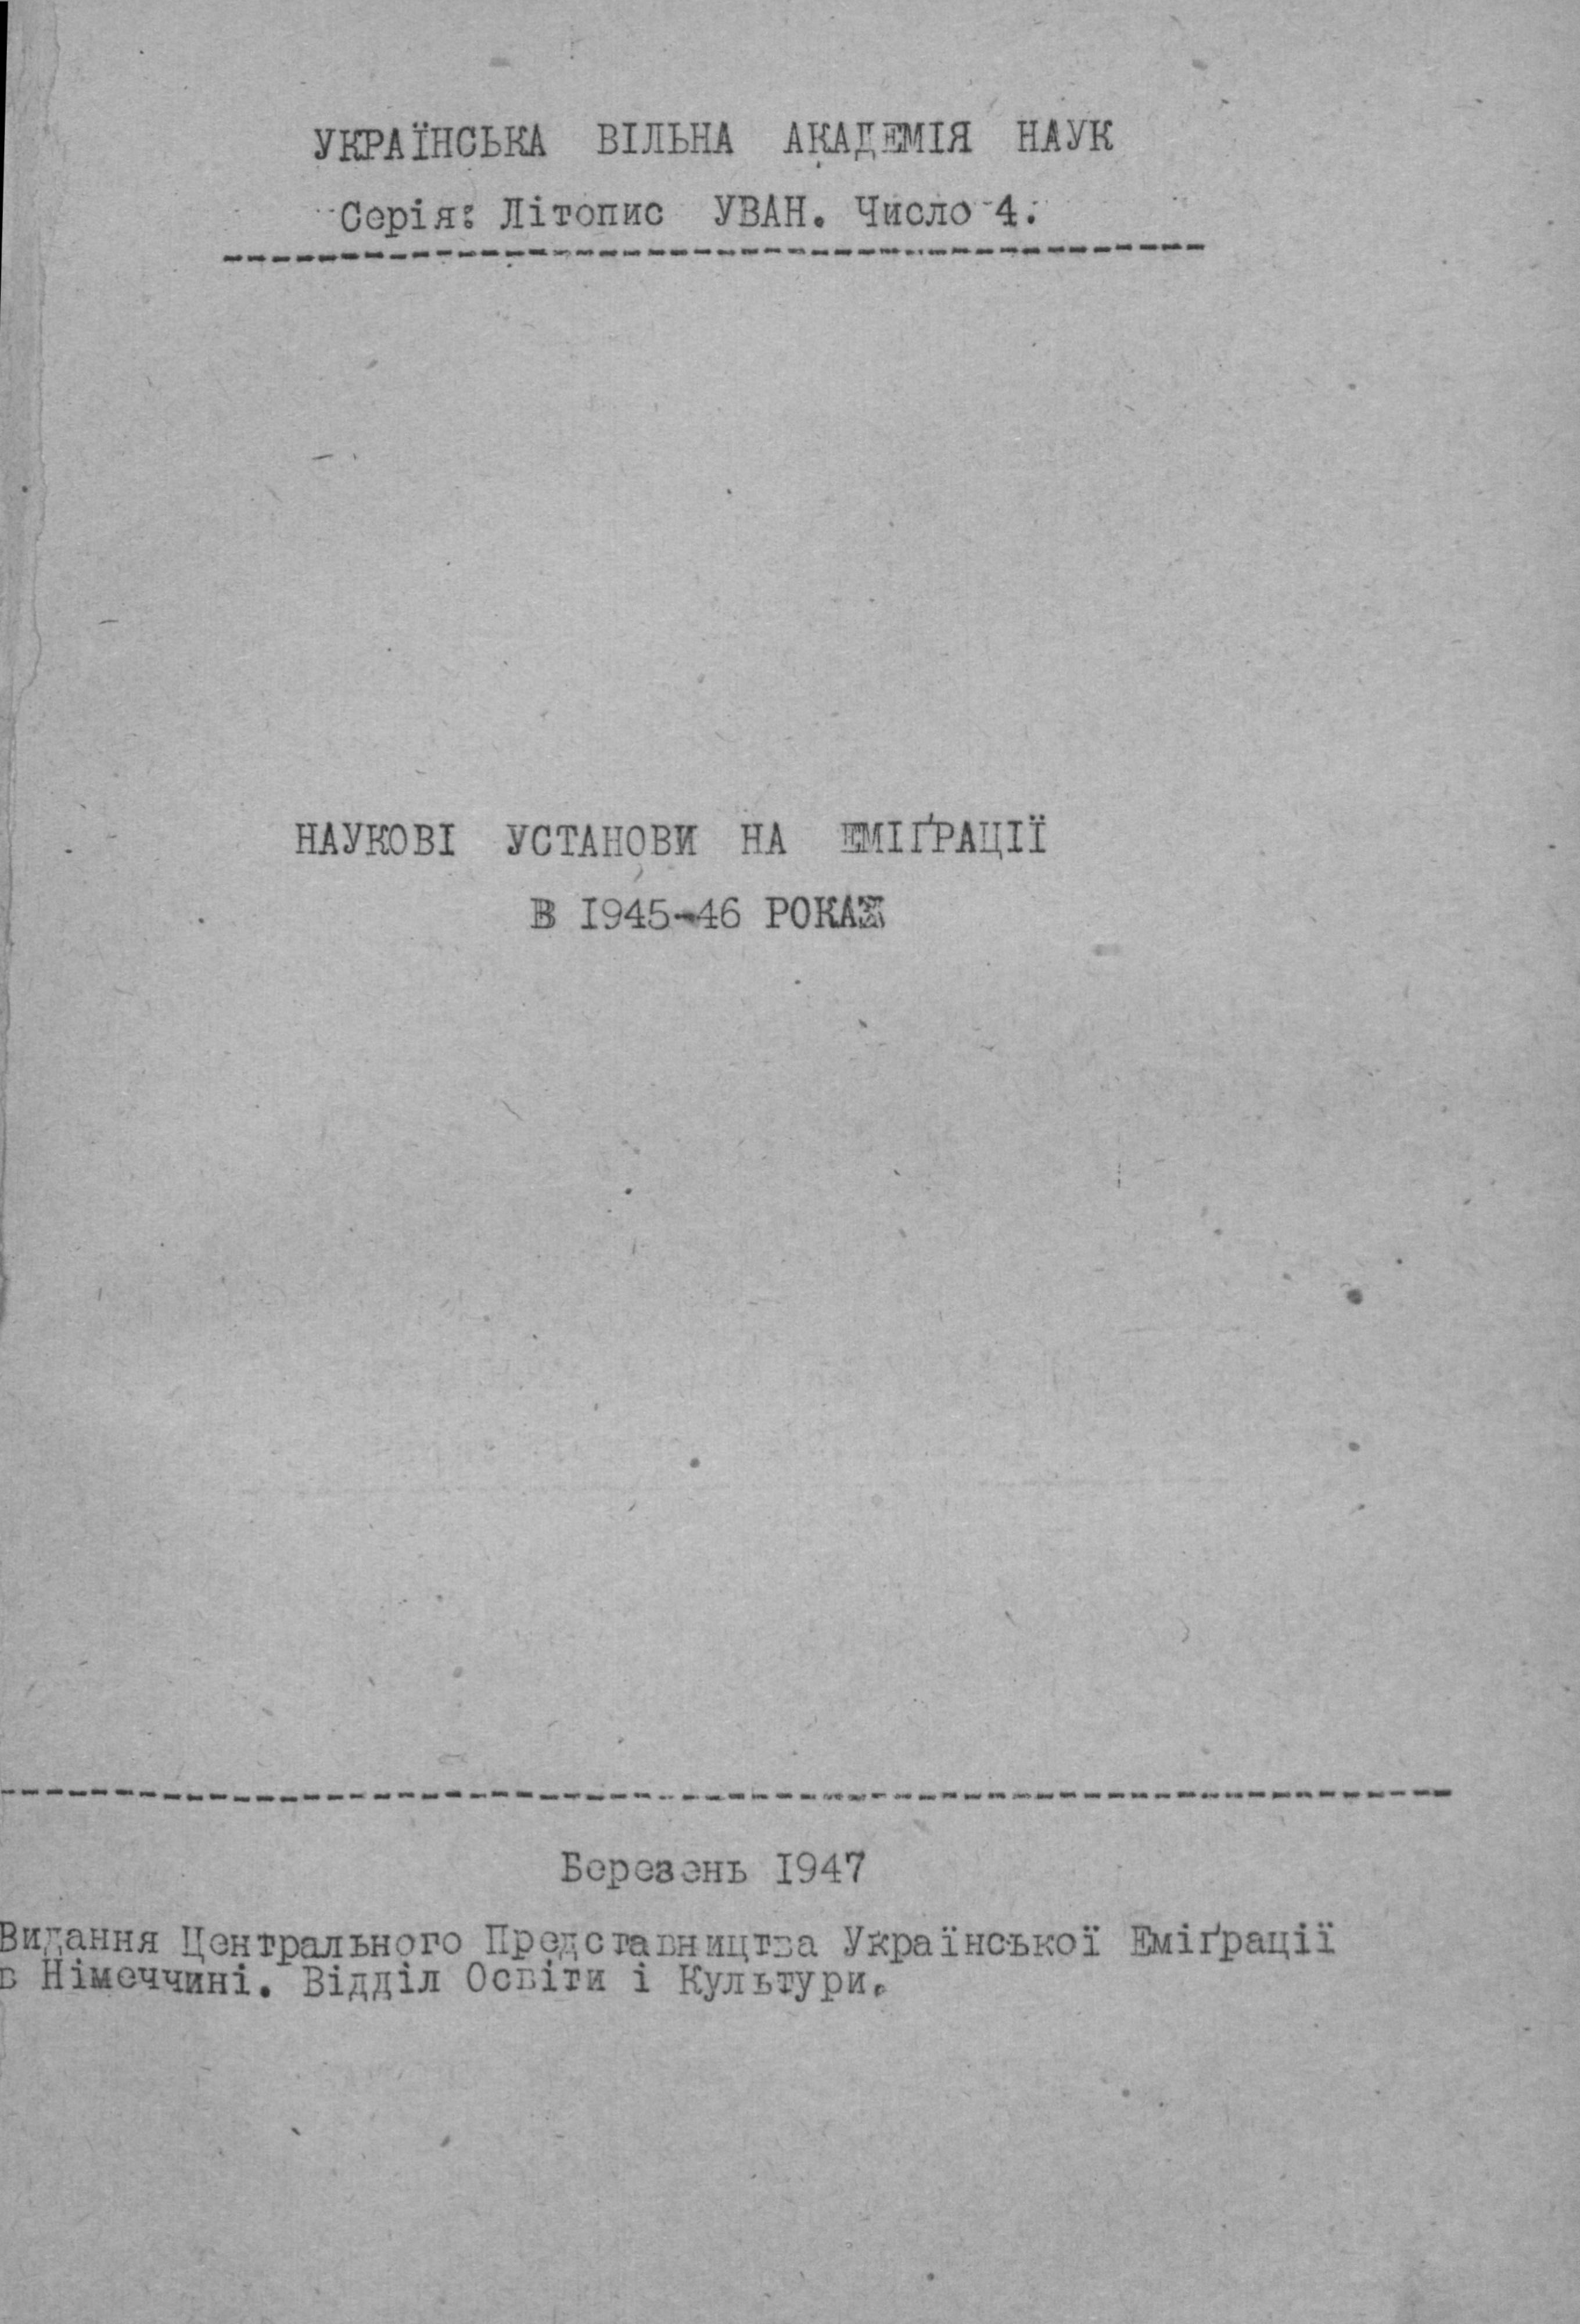 УКРАЇНСЬКА ВІЛЬНА АКАДЕМІЯ НАУК
Серія: Літопис УВАН. Число 4.
НАУКОВІ УСТАНОВИ НА ЕМІҐРАЦІЇ
В 1945-46 РОКАХ
Березень 1947
Видання Центрального Представництва Української Еміґрації
в Німеччині. Відділ Освіти і Культури.